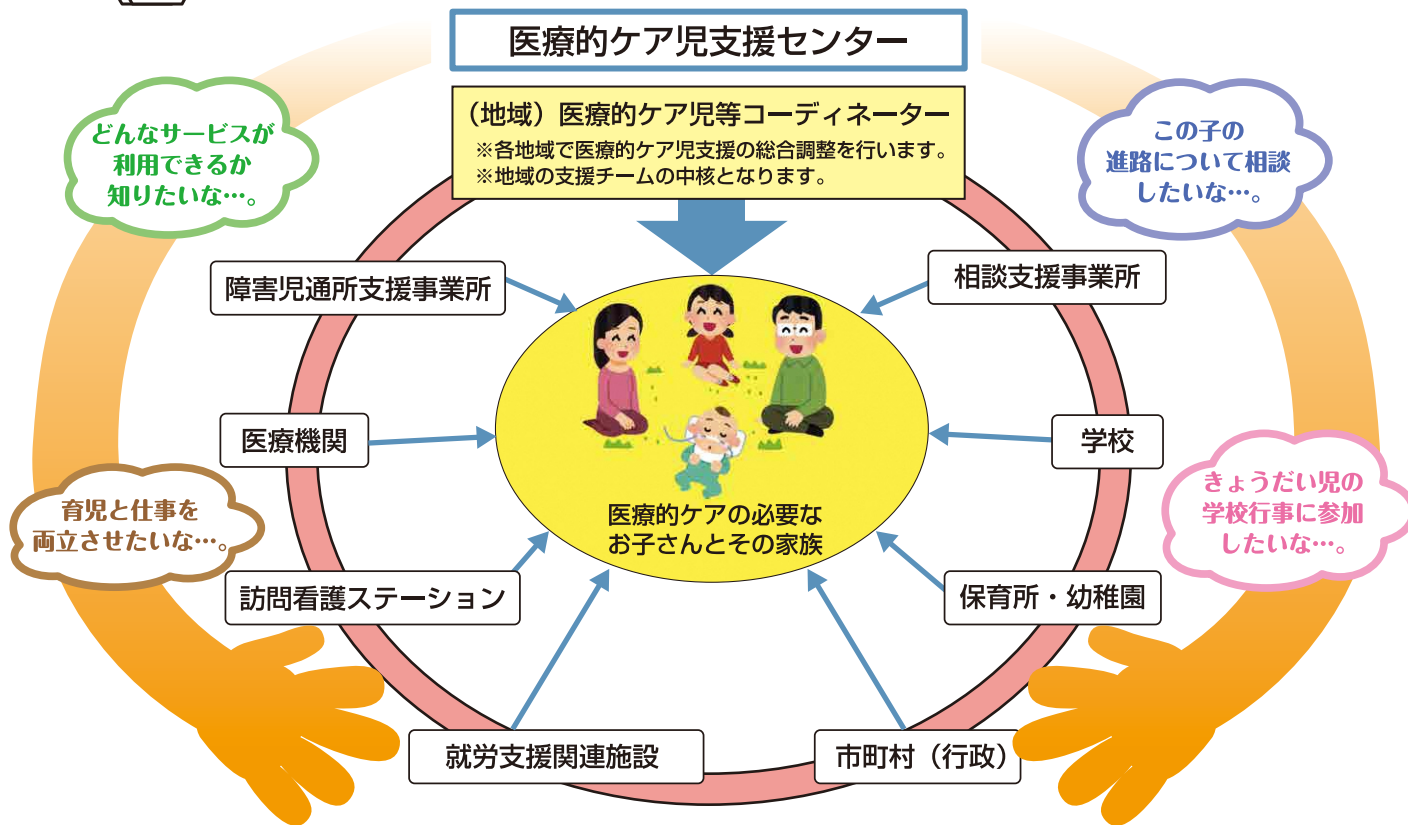 医療的ケア児支援センター
（地域）医療的ケア児等コーディネーター
※各地域で医療的ケア児支援の総合調整を行います。
※地域の支援チームの中核となります。
どんなサービスが
利用できるか
知りたいな…。
この子の
進路について相談
したいな…。
障害児通所支援事業所
相談支援事業所
医療機関
学校
育児と仕事を
両立させたいな…。
きょうだい児の
学校行事に参加
したいな…。
医療的ケアの必要な
お子さんとその家族
訪問看護ステーション
保育所・幼稚園
就労支援関連施設
市町村（行政）